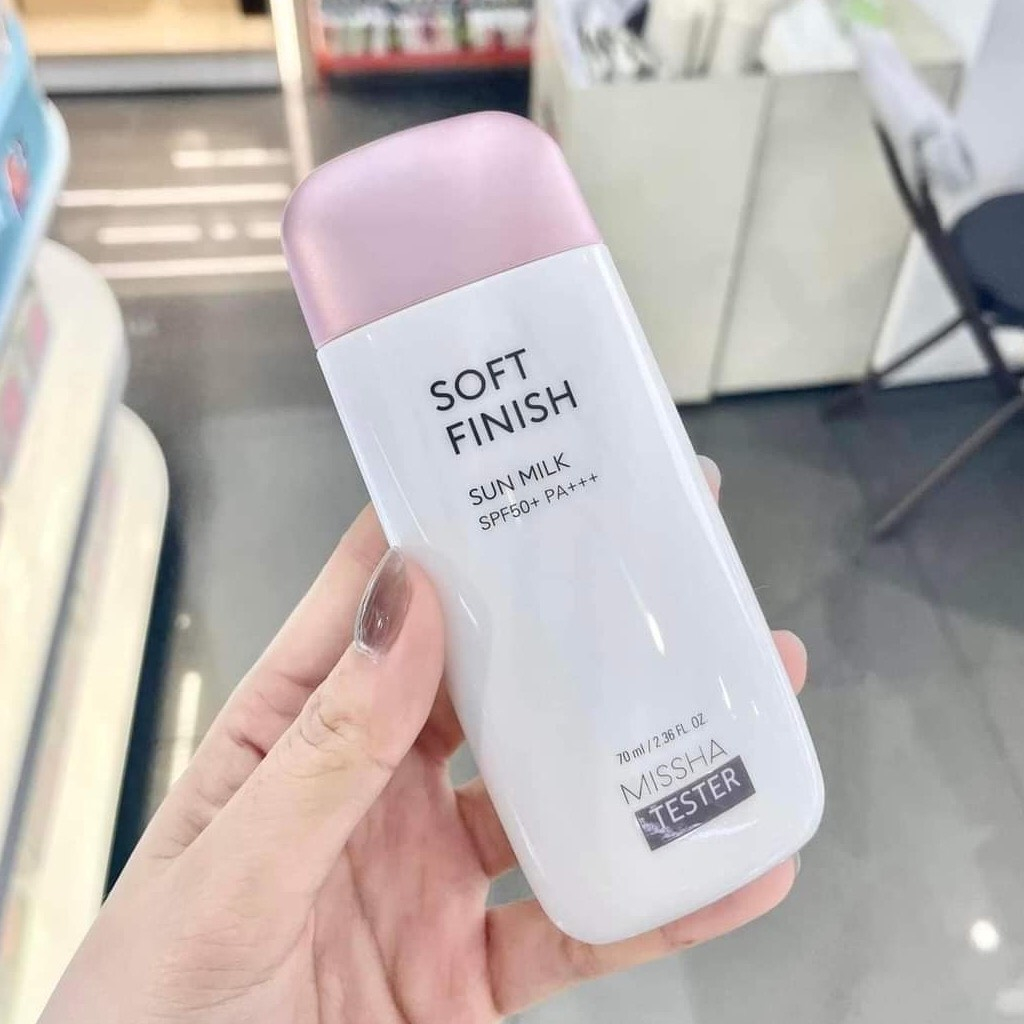 SOFT
FINISH
SUN MILK
SPF50+ PA+++
70 ml / 2.36 FL. OZ.
MISSHA
TESTER